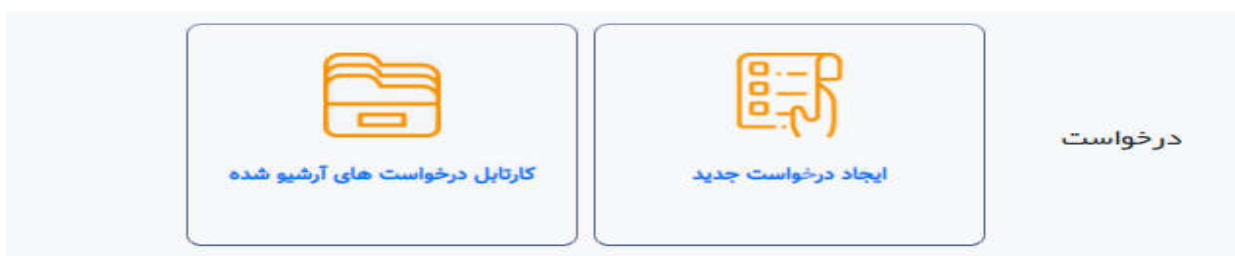 درخواست
ایجاد درخواست جدید
کارتابل درخواست های آرشیو شده